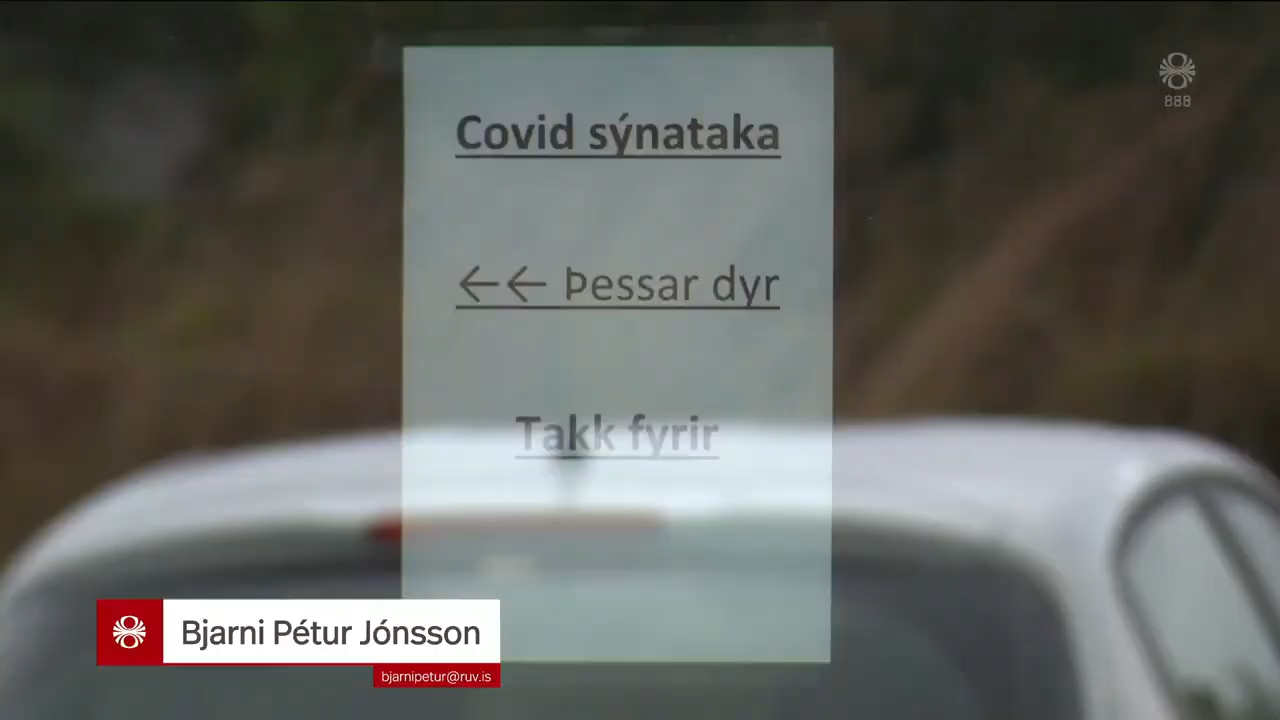 888
Covid sýnataka
←← Þessar dyr
Takk fyrir
Bjarni Pétur Jónsson
bjarnipetur@ruv.is